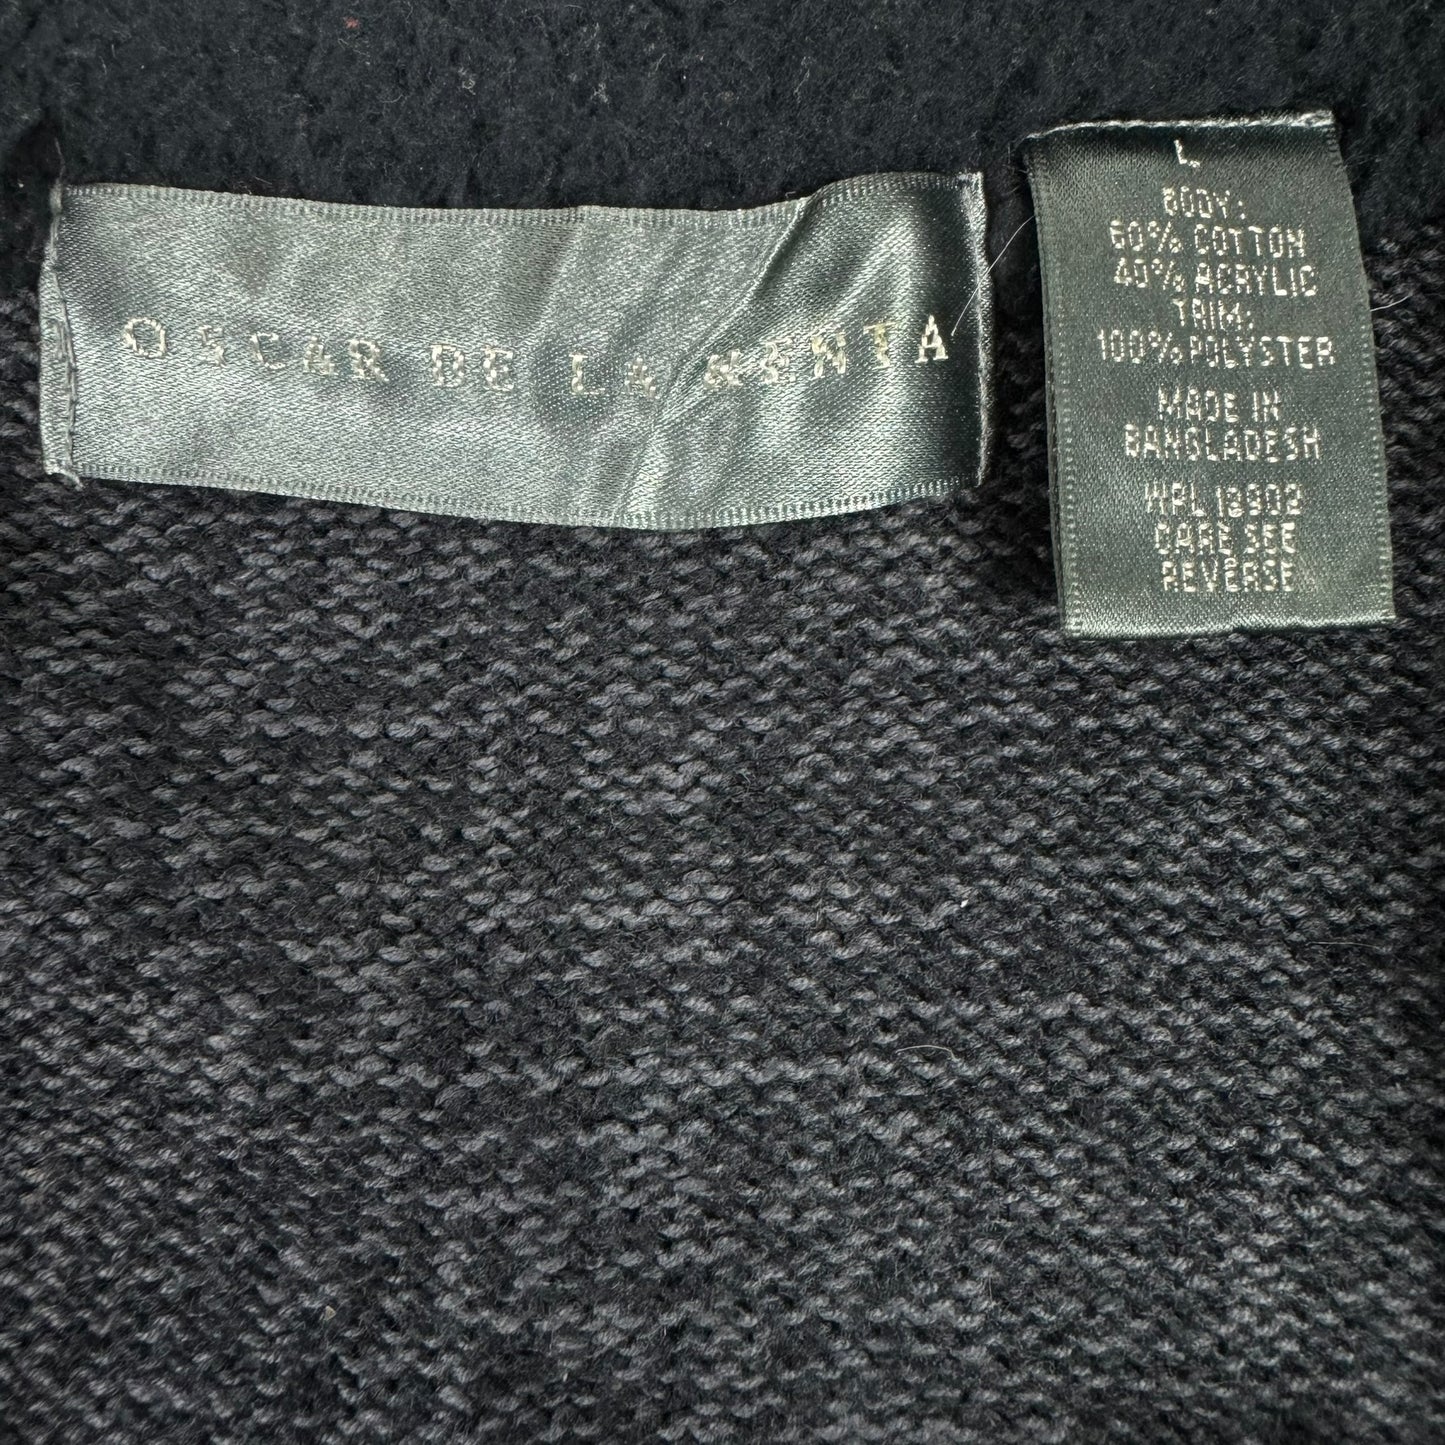 OSCAR DE LA RENTA
L
BODY:
60% COTTON
40% ACRYLIC
TRIM:
100% POLYSTER
MADE IN
BANGLADESH
WPL 13902
CARE SEE
REVERSE